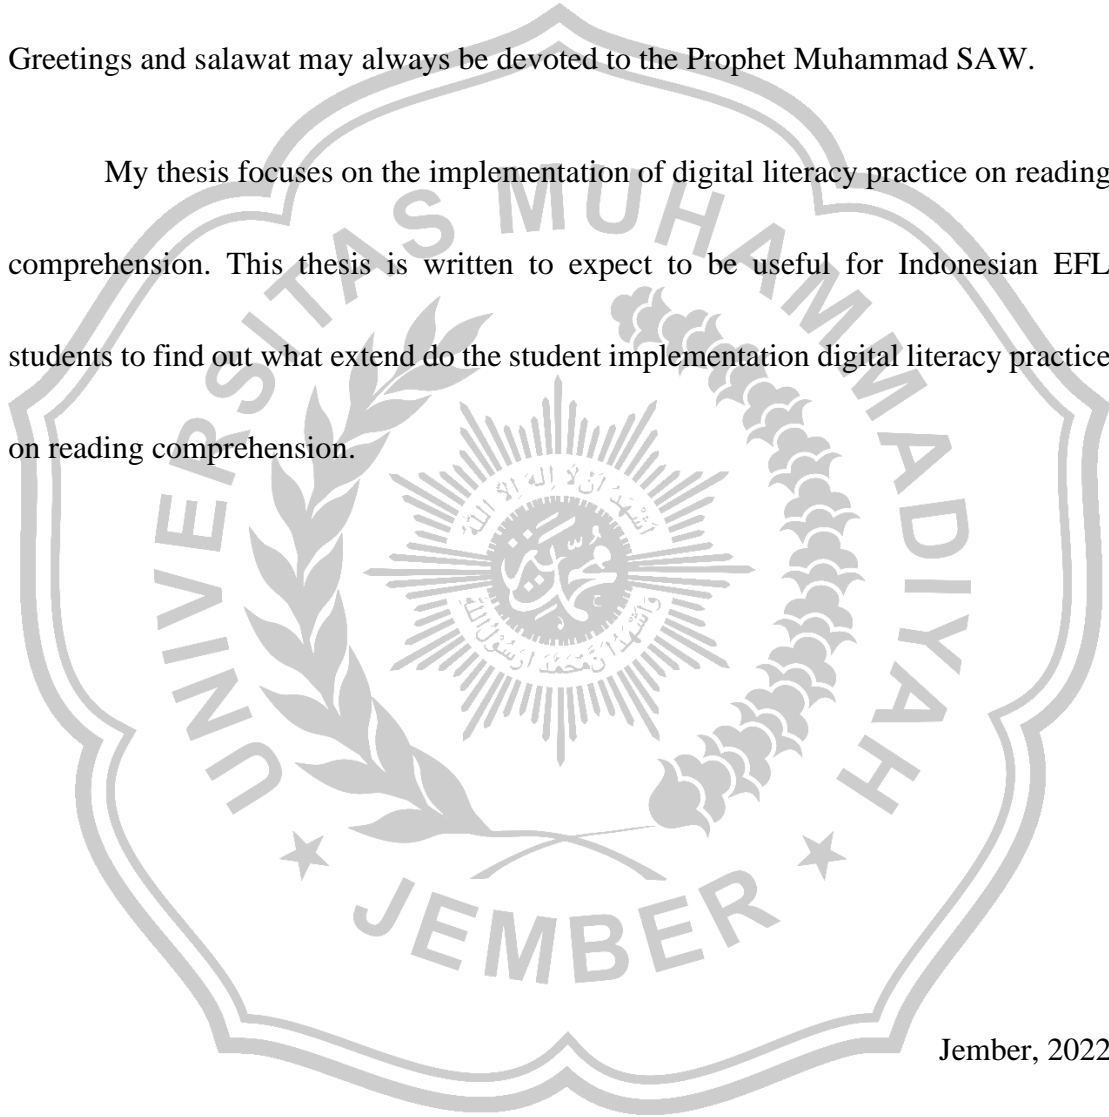 Greetings and salawat may always be devoted to the Prophet Muhammad SAW.
My thesis focuses on the implementation of digital literacy practice on reading
comprehension. This thesis is written to expect to be useful for Indonesian EFL
students to find out what extend do the student implementation digital literacy practice
on reading comprehension.
UNIVERSITAS MUHAMMADIYAH
JEMBER
Jember, 2022